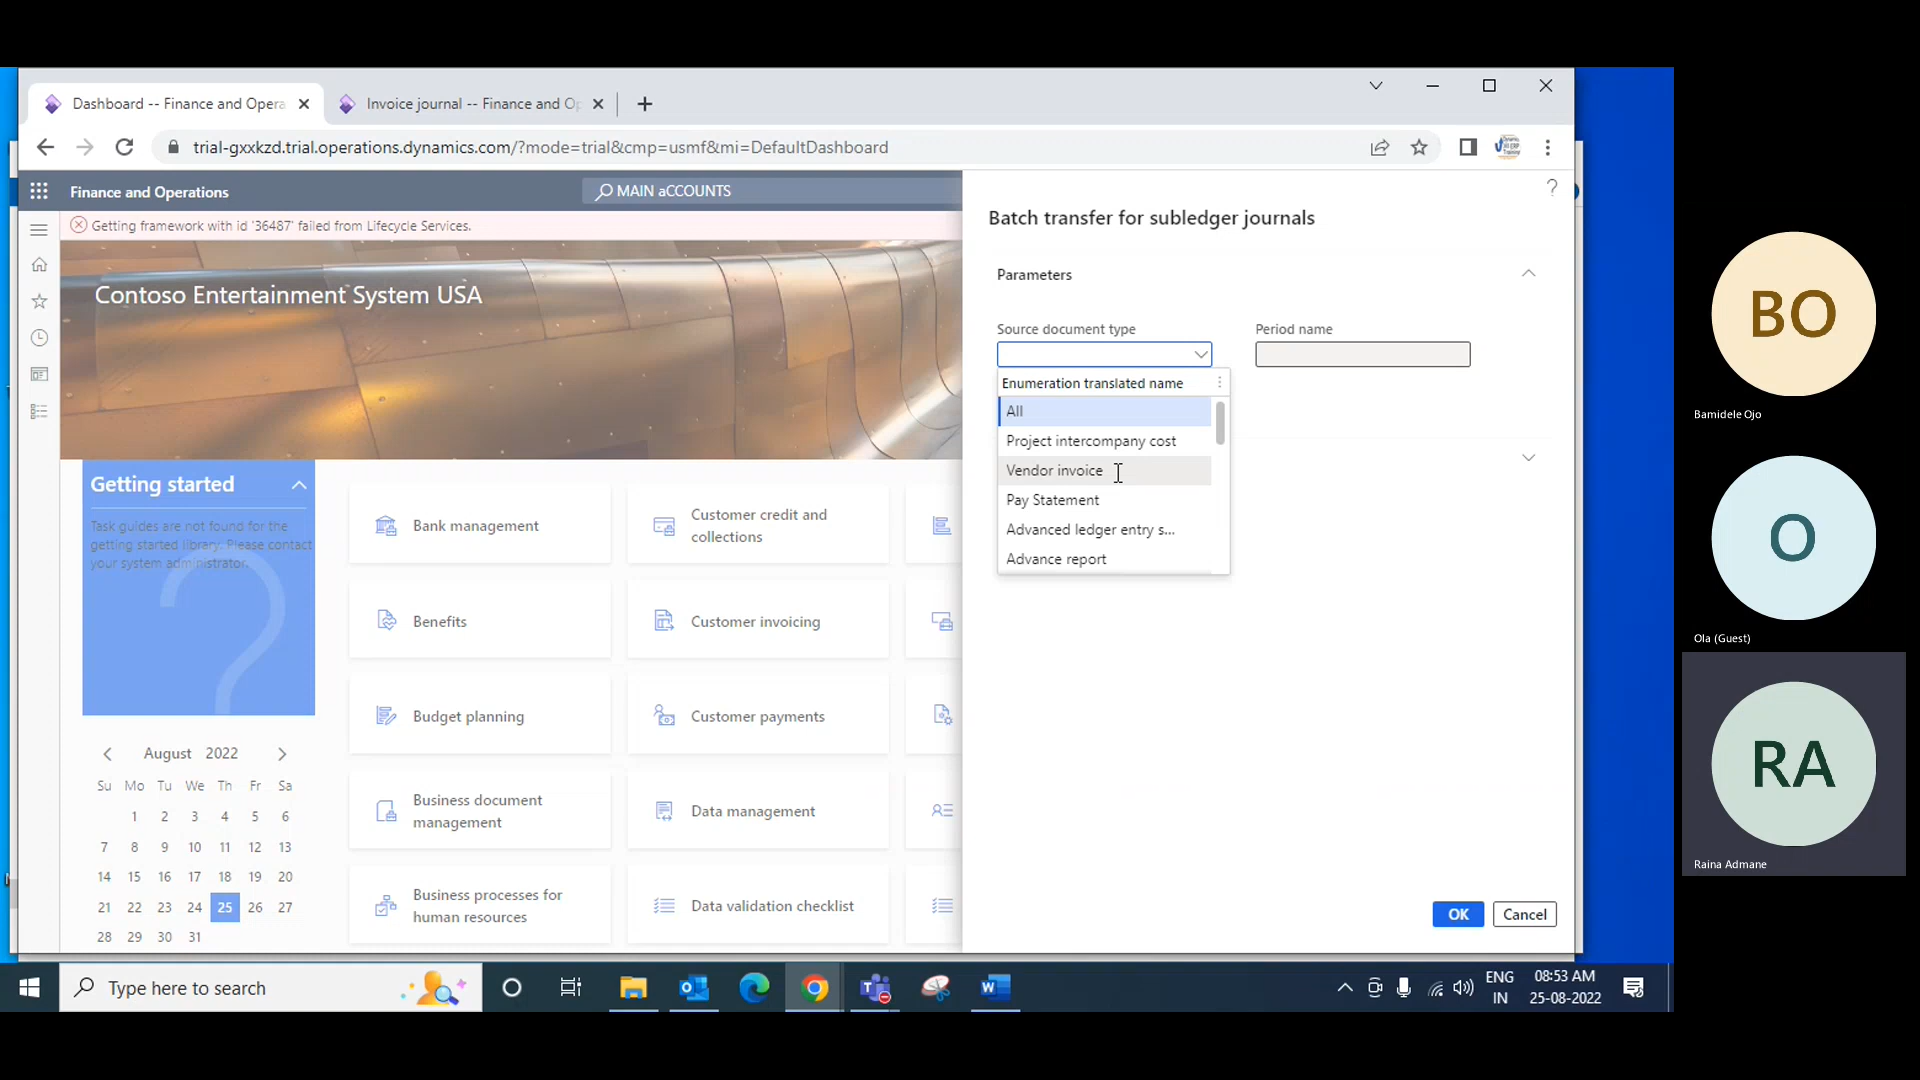 Dashboard -- Finance and Opera
Invoice journal -- Finance and Op
trial-gxxkzd.trial.operations.dynamics.com/?mode=trial&cmp=usmf&mi=DefaultDashboard
Finance and Operations
MAIN aCCOUNTS
?
Getting framework with id '36487' failed from Lifecycle Services.
Contoso Entertainment System USA
Getting started
Task guides are not found for the
getting started library. Please contact
your system administrator.
August 2022
Su Mo Tu We Th Fr Sa
1 2 3 4 5 6
7 8 9 10 11 12 13
14 15 16 17 18 19 20
21 22 23 24 25 26 27
28 29 30 31
Bank management
Customer credit and
collections
Benefits
Customer invoicing
Budget planning
Customer payments
Business document
management
Data management
Business processes for
human resources
Data validation checklist
Batch transfer for subledger journals
Parameters
Source document type
Period name
Enumeration translated name
All
Project intercompany cost
Vendor invoice
Pay Statement
Advanced ledger entry s...
Advance report
OK
Cancel
BO
Bamidele Ojo
O
Ola (Guest)
RA
Raina Admane
Type here to search
ENG
IN
08:53 AM
25-08-2022